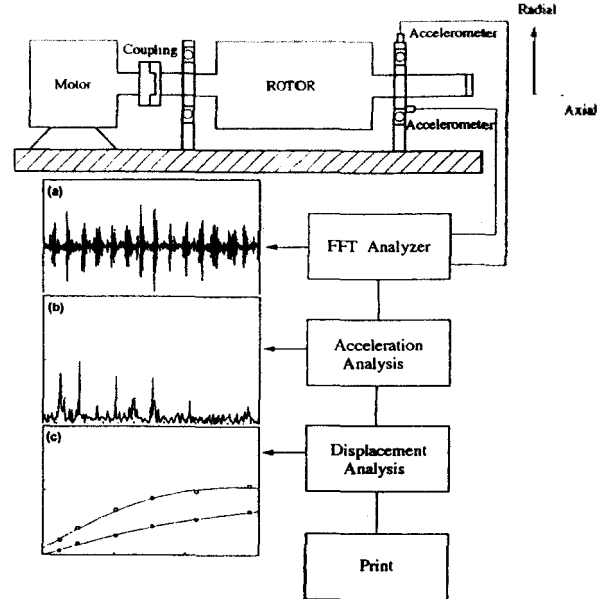 Radial
Accelerometer
Coupling
Motor
ROTOR
Axial
Accelerometer
(a)
FFT Analyzer
(b)
Acceleration
Analysis
(c)
Displacement
Analysis
Print